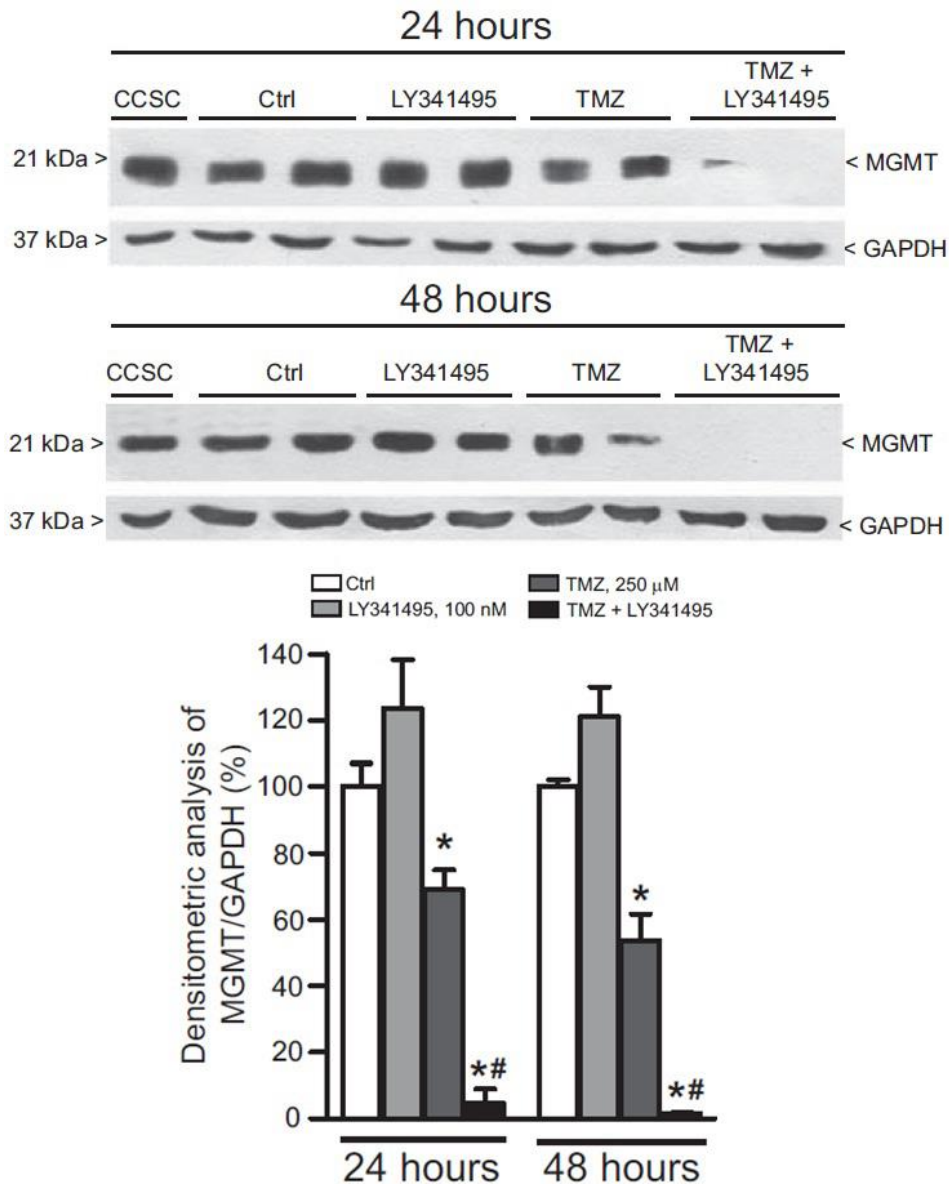 24 hours
CCSC Ctrl LY341495 TMZ TMZ + LY341495
21 kDa > < MGMT
37 kDa > < GAPDH
48 hours
CCSC Ctrl LY341495 TMZ TMZ + LY341495
21 kDa > < MGMT
37 kDa > < GAPDH
Ctrl TMZ, 250 μM
LY341495, 100 nM TMZ + LY341495
Densitometric analysis of
MGMT/GAPDH (%)
140
120
100
80
60
40
20
0
* *
*# *#
24 hours 48 hours